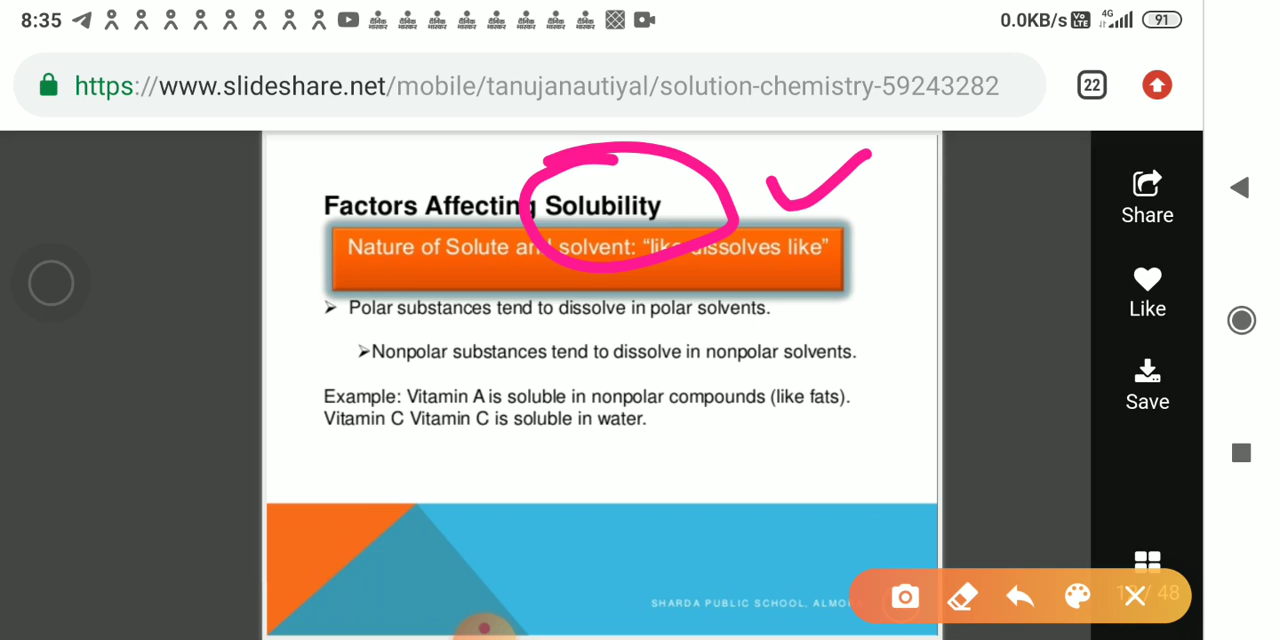 8:35
0.0KB/s
4G
91
https://www.slideshare.net/mobile/tanujanautiyal/solution-chemistry-59243282
22
Factors Affecting Solubility
Nature of Solute and solvent: “like dissolves like”
➢ Polar substances tend to dissolve in polar solvents.
➢Nonpolar substances tend to dissolve in nonpolar solvents.
Example: Vitamin A is soluble in nonpolar compounds (like fats).
Vitamin C Vitamin C is soluble in water.
Share
Like
Save
SHARDA PUBLIC SCHOOL, ALMO
/ 48